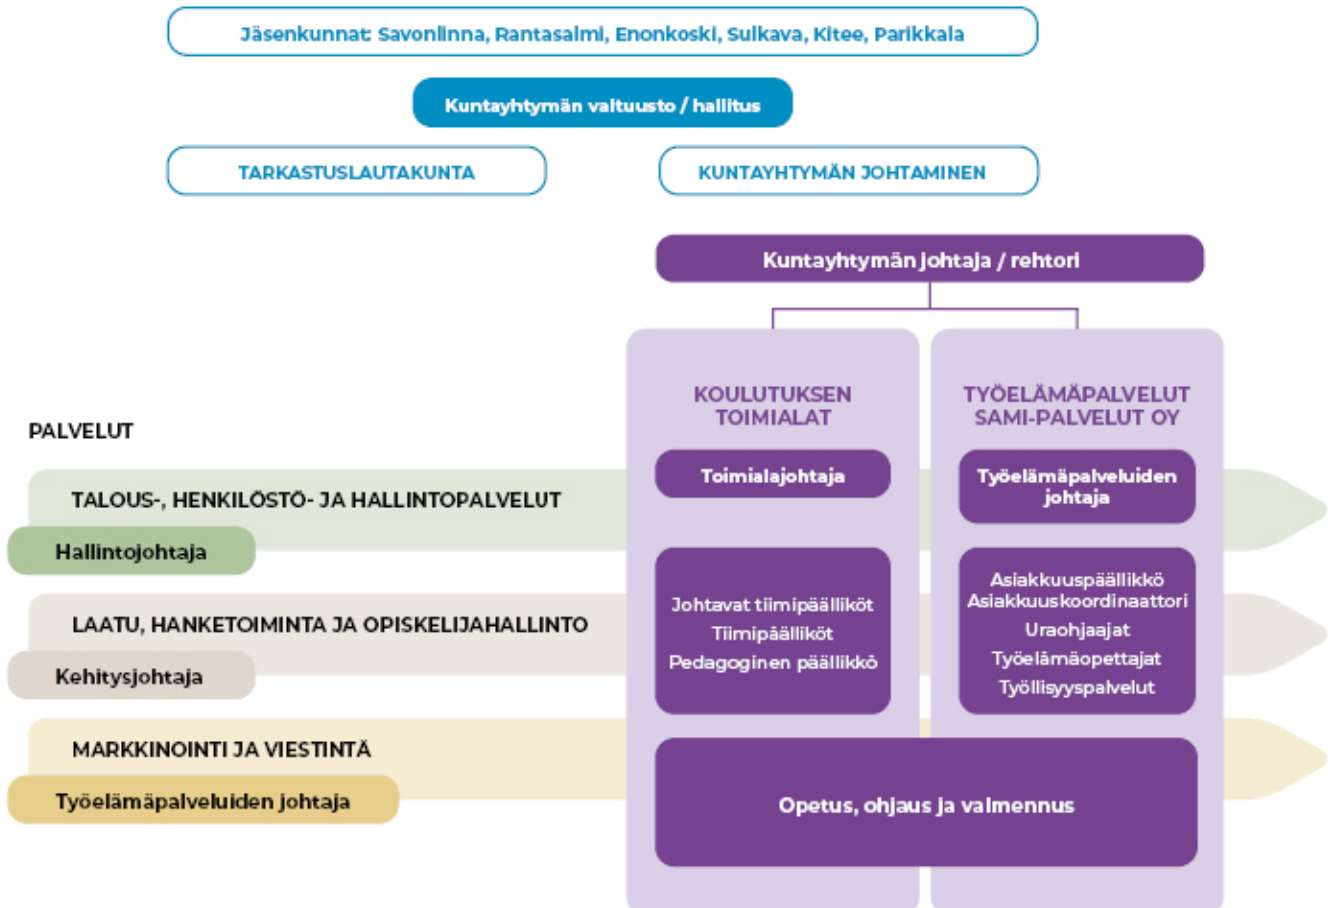 Jäsenkunnat: Savonlinna, Rantasalmi, Enonkoski, Sulkava, Kitee, Parikkala
Kuntayhtymän valtuusto / hallitus
TARKASTUSLAUTAKUNTA
KUNTAYHTYMÄN JOHTAMINEN
Kuntayhtymän johtaja / rehtori
KOULUTUKSEN
TOIMIALAT
TYÖELÄMÄPALVELUT
SAMI-PALVELUT OY
PALVELUT
Toimialajohtaja
Työelämäpalveluiden
johtaja
TALOUS-, HENKILÖSTÖ- JA HALLINTOPALVELUT
Hallintojohtaja
Johtavat tiimipäälliköt
Tiimipäälliköt
Pedagoginen päällikkö
Asiakkuuspäällikkö
Asiakkuuskoordinaattori
Uraohjaajat
Työelämäopettajat
Työllisyyspalvelut
LAATU, HANKETOIMINTA JA OPISKELIJAHALLINTO
Kehitysjohtaja
MARKKINOINTI JA VIESTINTÄ
Työelämäpalveluiden johtaja
Opetus, ohjaus ja valmennus